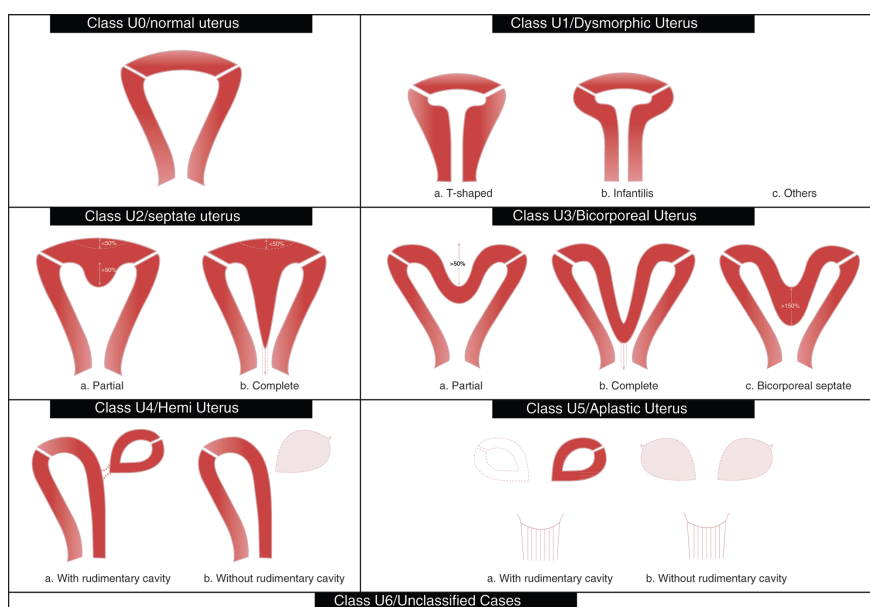 Class U0/normal uterus
Class U1/Dysmorphic Uterus
a. T-shaped
b. Infantilis
c. Others
Class U2/septate uterus
<50%
>50%
<50%
a. Partial
b. Complete
Class U3/Bicorporeal Uterus
>50%
>150%
a. Partial
b. Complete
c. Bicorporeal septate
Class U4/Hemi Uterus
a. With rudimentary cavity
b. Without rudimentary cavity
Class U5/Aplastic Uterus
a. With rudimentary cavity
b. Without rudimentary cavity
Class U6/Unclassified Cases